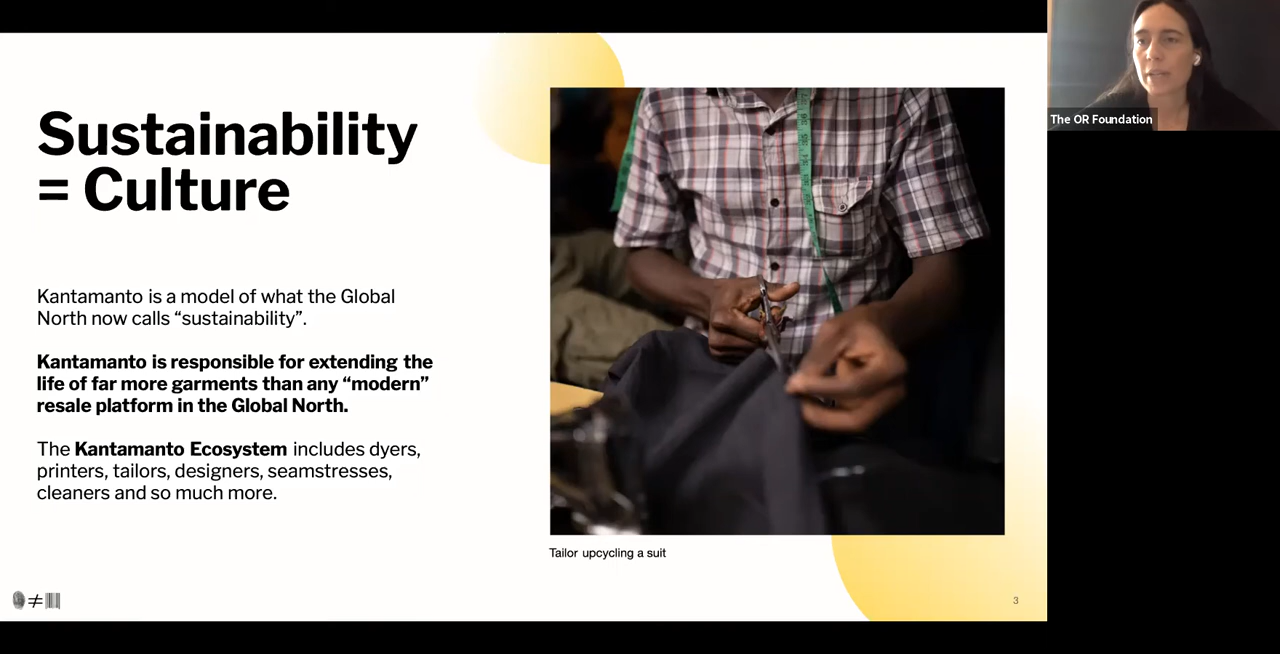 Sustainability
= Culture
Kantamanto is a model of what the Global
North now calls “sustainability”.
Kantamanto is responsible for extending the
life of far more garments than any “modern”
resale platform in the Global North.
The Kantamanto Ecosystem includes dyers,
printers, tailors, designers, seamstresses,
cleaners and so much more.
Tailor upcycling a suit
≠
3
The OR Foundation